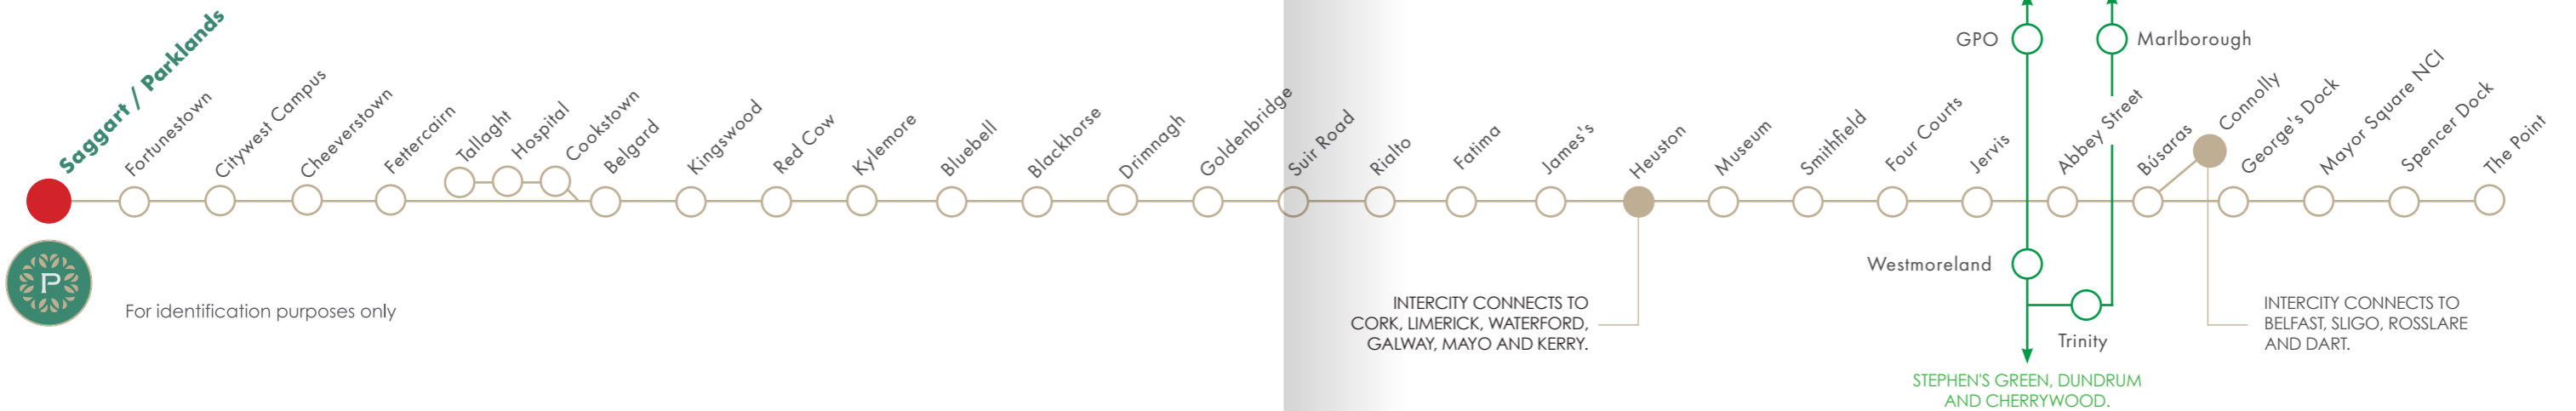 Saggart / Parklands
Fortunestown
Citywest Campus
Cheeverstown
Fettercairn
Tallaght
Hospital
Cookstown
Belgard
Kingswood
Red Cow
Kylemore
Bluebell
Blackhorse
Drimnagh
Goldenbridge
Suir Road
Rialto
Fatima
James's
Heuston
Museum
Smithfield
Four Courts
Jervis
Abbey Street
Búsaras
Connolly
George's Dock
Mayor Square NCI
Spencer Dock
The Point
GPO
Marlborough
Westmoreland
Trinity
P
For identification purposes only
INTERCITY CONNECTS TO
CORK, LIMERICK, WATERFORD,
GALWAY, MAYO AND KERRY.
STEPHEN'S GREEN, DUNDRUM
AND CHERRYWOOD.
INTERCITY CONNECTS TO
BELFAST, SLIGO, ROSSLARE
AND DART.